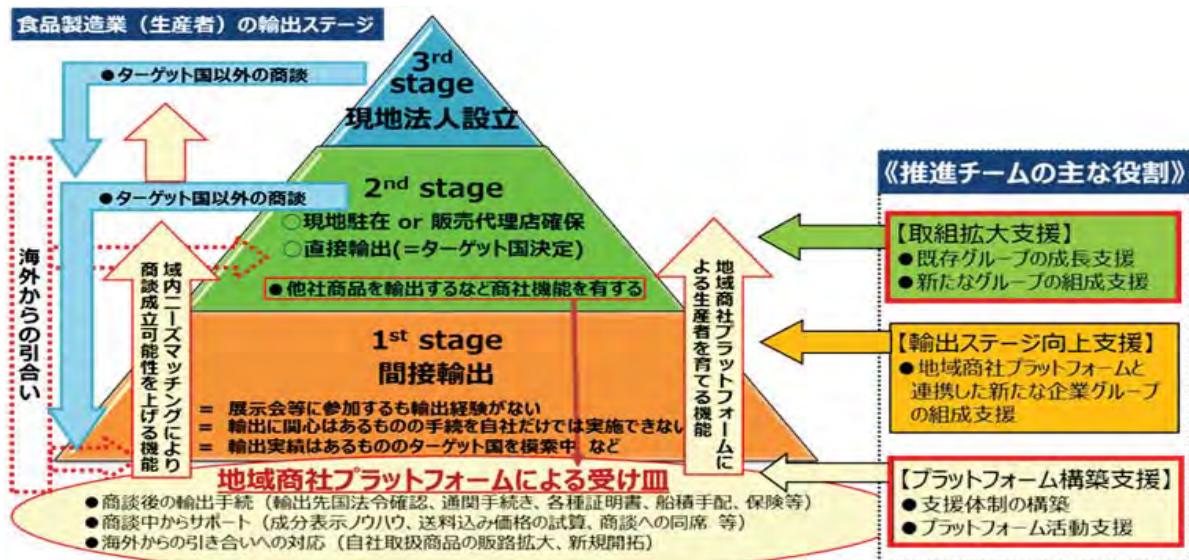 食品製造業（生産者）の輸出ステージ
●ターゲット国以外の商談
3rd
stage
現地法人設立
●ターゲット国以外の商談
2nd stage
○現地駐在 or 販売代理店確保
○直接輸出(=ターゲット国決定)
●他社商品を輸出するなど商社機能を有する
1st stage
間接輸出
= 展示会等に参加するも輸出経験がない
= 輸出に関心はあるものの手続を自社だけでは実施できない
= 輸出実績はあるもののターゲット国を模索中 など
海外からの引合い
域内ニーズマッチングにより
商談成立可能性を上げる機能
地域商社プラットフォームに
よる生産者を育てる機能
地域商社プラットフォームによる受け皿
●商談後の輸出手続（輸出先国法令確認、通関手続き、各種証明書、船積手配、保険等）
●商談中からサポート（成分表示ノウハウ、送料込み価格の試算、商談への同席 等）
●海外からの引き合いへの対応（自社取扱商品の販路拡大、新規開拓）
《推進チームの主な役割》
【取組拡大支援】
●既存グループの成長支援
●新たなグループの組成支援
【輸出ステージ向上支援】
●地域商社プラットフォームと
連携した新たな企業グループ
の組成支援
【プラットフォーム構築支援】
●支援体制の構築
●プラットフォーム活動支援